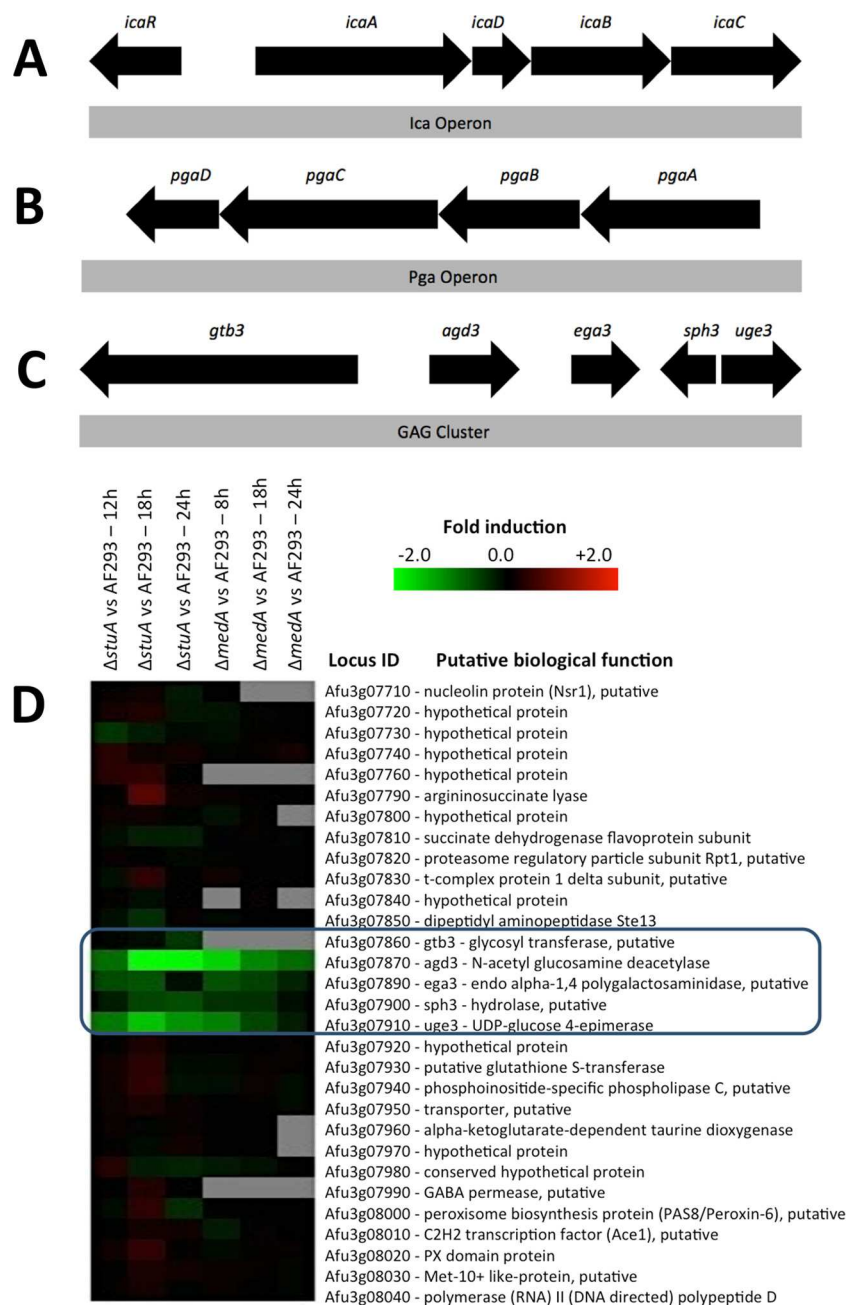 A
icaR icaA icaD icaB icaC
Ica Operon
B
pgaD pgaC pgaB pgaA
Pga Operon
C
gtb3 agd3 ega3 sph3 uge3
GAG Cluster
ΔstuA vs AF293 – 12h
ΔstuA vs AF293 – 18h
ΔstuA vs AF293 – 24h
ΔmedA vs AF293 – 8h
ΔmedA vs AF293 – 18h
ΔmedA vs AF293 – 24h
Fold induction
-2.0 0.0 +2.0
Locus ID Putative biological function
D
Afu3g07710 - nucleolin protein (Nsr1), putative
Afu3g07720 - hypothetical protein
Afu3g07730 - hypothetical protein
Afu3g07740 - hypothetical protein
Afu3g07760 - hypothetical protein
Afu3g07790 - argininosuccinate lyase
Afu3g07800 - hypothetical protein
Afu3g07810 - succinate dehydrogenase flavoprotein subunit
Afu3g07820 - proteasome regulatory particle subunit Rpt1, putative
Afu3g07830 - t-complex protein 1 delta subunit, putative
Afu3g07840 - hypothetical protein
Afu3g07850 - dipeptidyl aminopeptidase Ste13
Afu3g07860 - gtb3 - glycosyl transferase, putative
Afu3g07870 - agd3 - N-acetyl glucosamine deacetylase
Afu3g07890 - ega3 - endo alpha-1,4 polygalactosaminidase, putative
Afu3g07900 - sph3 - hydrolase, putative
Afu3g07910 - uge3 - UDP-glucose 4-epimerase
Afu3g07920 - hypothetical protein
Afu3g07930 - putative glutathione S-transferase
Afu3g07940 - phosphoinositide-specific phospholipase C, putative
Afu3g07950 - transporter, putative
Afu3g07960 - alpha-ketoglutarate-dependent taurine dioxygenase
Afu3g07970 - hypothetical protein
Afu3g07980 - conserved hypothetical protein
Afu3g07990 - GABA permease, putative
Afu3g08000 - peroxisome biosynthesis protein (PAS8/Peroxin-6), putative
Afu3g08010 - C2H2 transcription factor (Ace1), putative
Afu3g08020 - PX domain protein
Afu3g08030 - Met-10+ like-protein, putative
Afu3g08040 - polymerase (RNA) II (DNA directed) polypeptide D